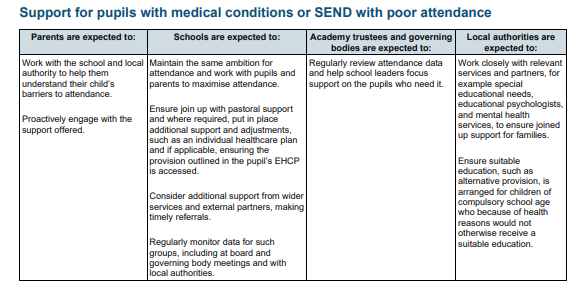 Support for pupils with medical conditions or SEND with poor attendance
Parents are expected to:
Schools are expected to:
Academy trustees and governing
bodies are expected to:
Local authorities are
expected to:
Work with the school and local
authority to help them
understand their child's
barriers to attendance.
Proactively engage with the
support offered.
Maintain the same ambition for
attendance and work with pupils and
parents to maximise attendance.
Ensure join up with pastoral support
and where required, put in place
additional support and adjustments,
such as an individual healthcare plan
and if applicable, ensuring the
provision outlined in the pupil's EHCP
is accessed.
Consider additional support from wider
services and external partners, making
timely referrals.
Regularly monitor data for such
groups, including at board and
governing body meetings and with
local authorities.
Regularly review attendance data
and help school leaders focus
support on the pupils who need it.
Work closely with relevant
services and partners, for
example special
educational needs,
educational psychologists,
and mental health
services, to ensure joined
up support for families.
Ensure suitable
education, such as
alternative provision, is
arranged for children of
compulsory school age
who because of health
reasons would not
otherwise receive a
suitable education.